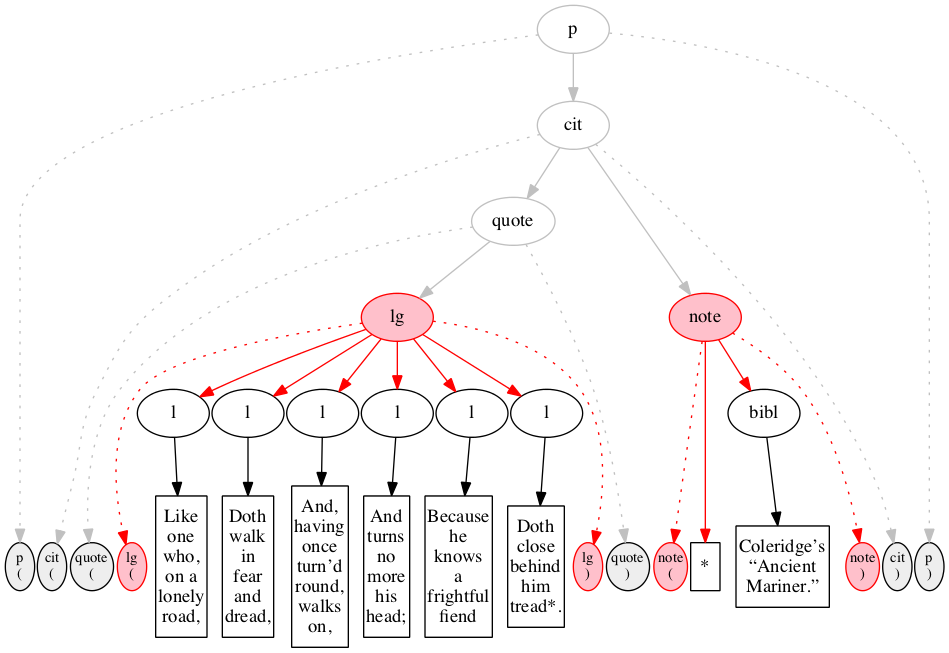 p
cit
quote
lg
note
l
l
l
l
l
l
bibl
p
(
cit
(
quote
(
lg
(
Like
one
who,
on a
lonely
road,
Doth
walk
in
fear
and
dread,
And,
having
once
turn’d
round,
walks
on,
And
turns
no
more
his
head;
Because
he
knows
a
frightful
fiend
Doth
close
behind
him
tread*.
lg
)
quote
)
note
(
*
Coleridge’s
“Ancient
Mariner.”
note
)
cit
)
p
)